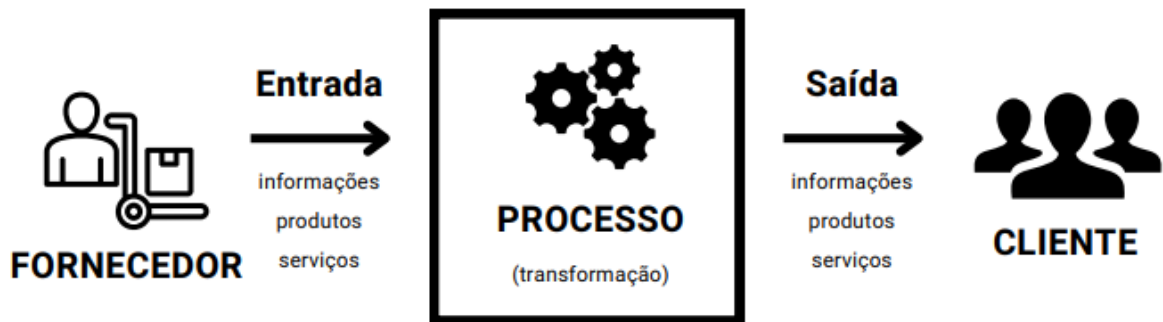 FORNECEDOR
Entrada
informações
produtos
serviços
PROCESSO
(transformação)
Saída
informações
produtos
serviços
CLIENTE